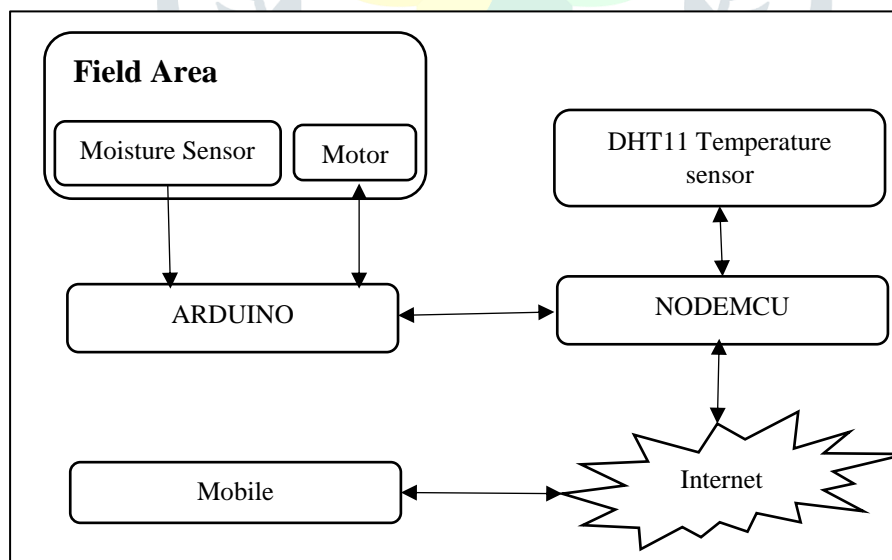 Field Area
Moisture Sensor
Motor
DHT11 Temperature
sensor
ARDUINO
NODEMCU
Mobile
Internet